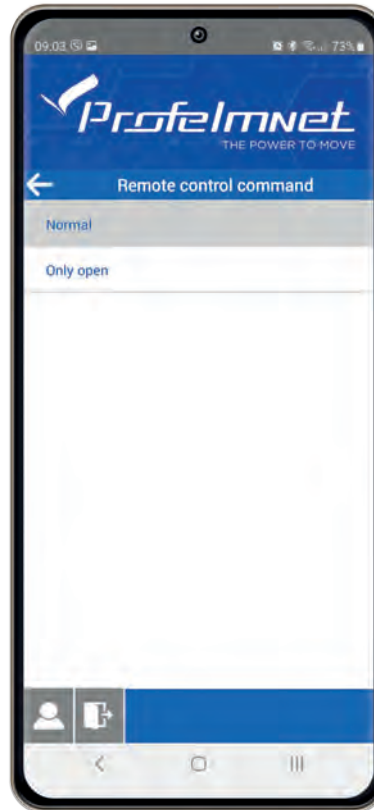 09:03
73%
Profelmnet
THE POWER TO MOVE
Remote control command
Normal
Only open